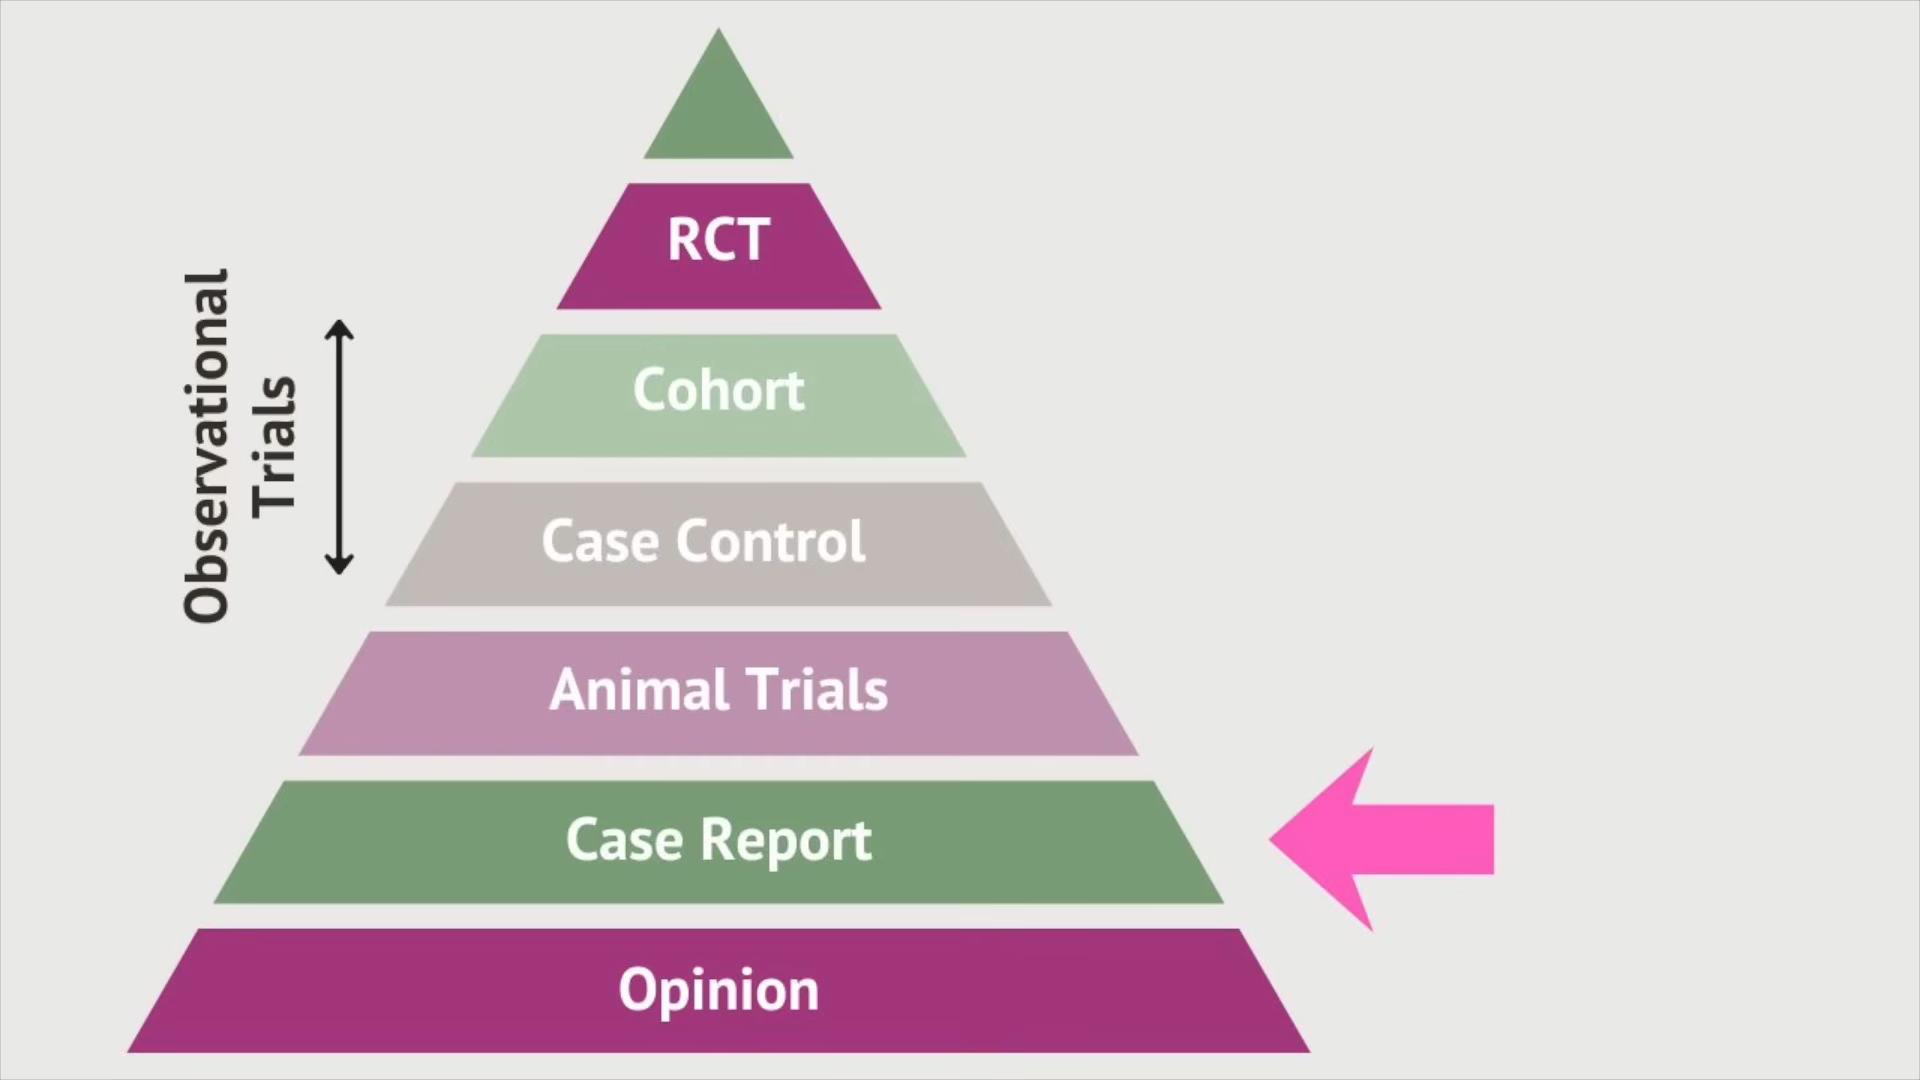 RCT
Observational
Trials
Cohort
Case Control
Animal Trials
Case Report
Opinion